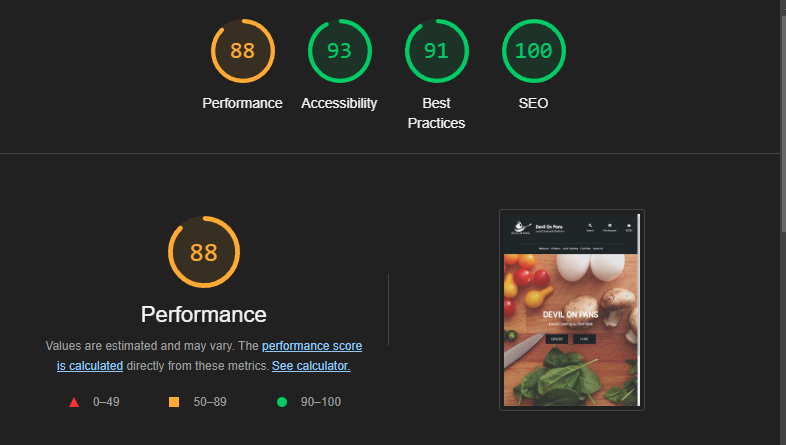 88
93
91
100
Performance
Accessibility
Best
Practices
SEO
88
Performance
Values are estimated and may vary. The performance score
is calculated directly from these metrics. See calculator.
0–49
50–89
90–100
Devil On Pans
DEVIL ON PANS